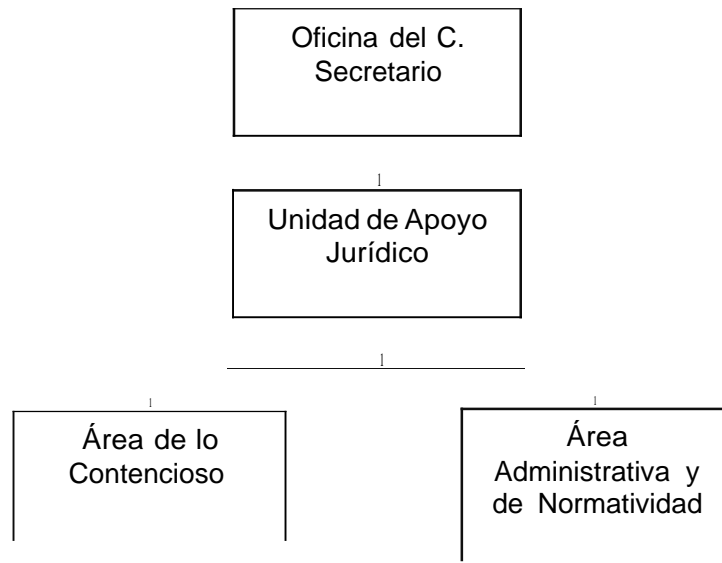 Oficina del C.
Secretario
l
Unidad de Apoyo
Jurídico
l
l
l
Área de lo
Contencioso
Área
Administrativa y
de Normatividad